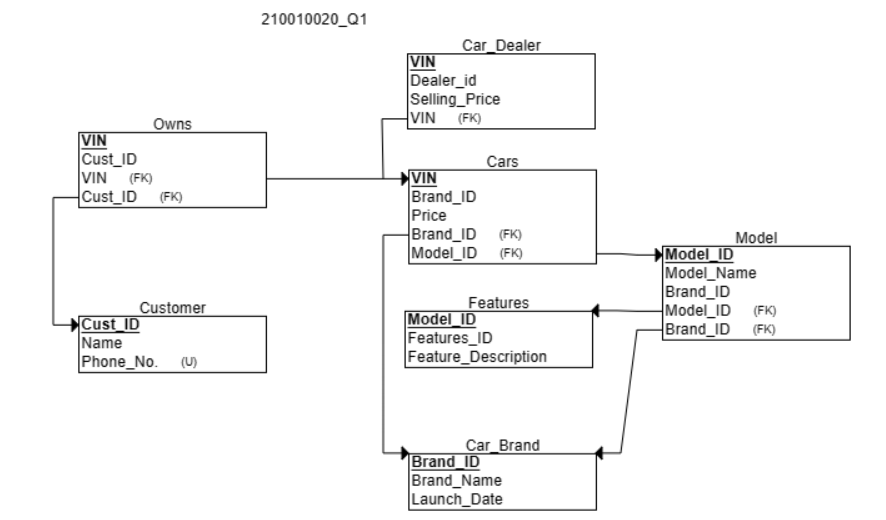 210010020_Q1
Car_Dealer
VIN
Dealer_id
Selling_Price
VIN (FK)
Owns
VIN
Cust_ID
VIN (FK)
Cust_ID (FK)
Cars
VIN
Brand_ID
Price
Brand_ID (FK)
Model_ID (FK)
Model
Model_ID
Model_Name
Brand_ID
Model_ID (FK)
Brand_ID (FK)
Customer
Cust_ID
Name
Phone_No. (U)
Features
Model_ID
Features_ID
Feature_Description
Car_Brand
Brand_ID
Brand_Name
Launch_Date